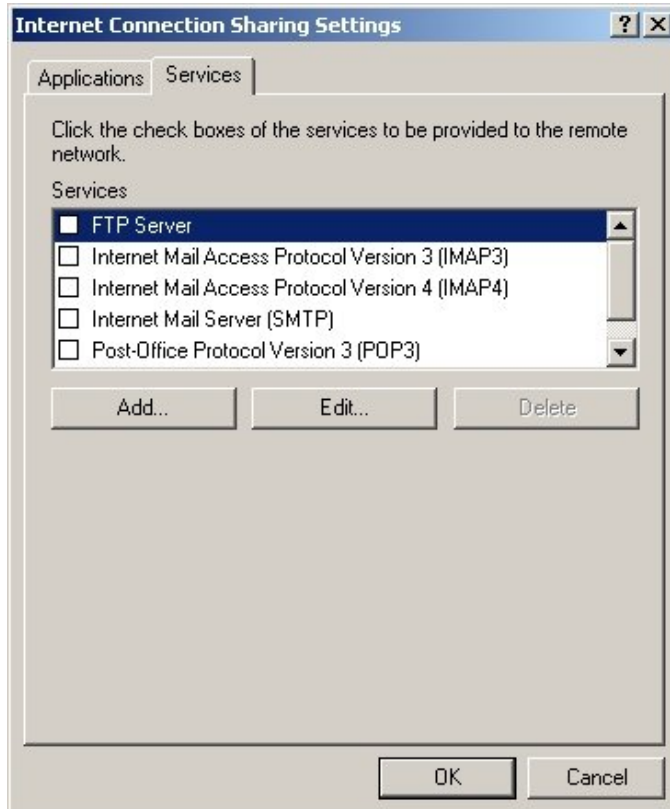 Internet Connection Sharing Settings
Applications
Services
Click the check boxes of the services to be provided to the remote
network.
Services
FTP Server
Internet Mail Access Protocol Version 3 (IMAP3)
Internet Mail Access Protocol Version 4 (IMAP4)
Internet Mail Server (SMTP)
Post-Office Protocol Version 3 (POP3)
Add... Edit... Delete
OK Cancel